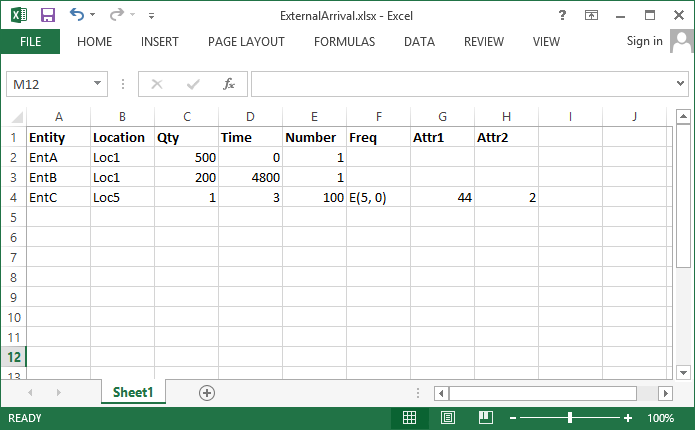 ExternalArrival.xlsx - Excel
FILE HOME INSERT PAGE LAYOUT FORMULAS DATA REVIEW VIEW Sign in
M12 fx
A B C D E F G H I J
1 Entity Location Qty Time Number Freq Attr1 Attr2
2 EntA Loc1 500 0 1
3 EntB Loc1 200 4800 1
4 EntC Loc5 1 3 100 E(5, 0) 44 2
5
6
7
8
9
10
11
12
13
Sheet1
READY 100%